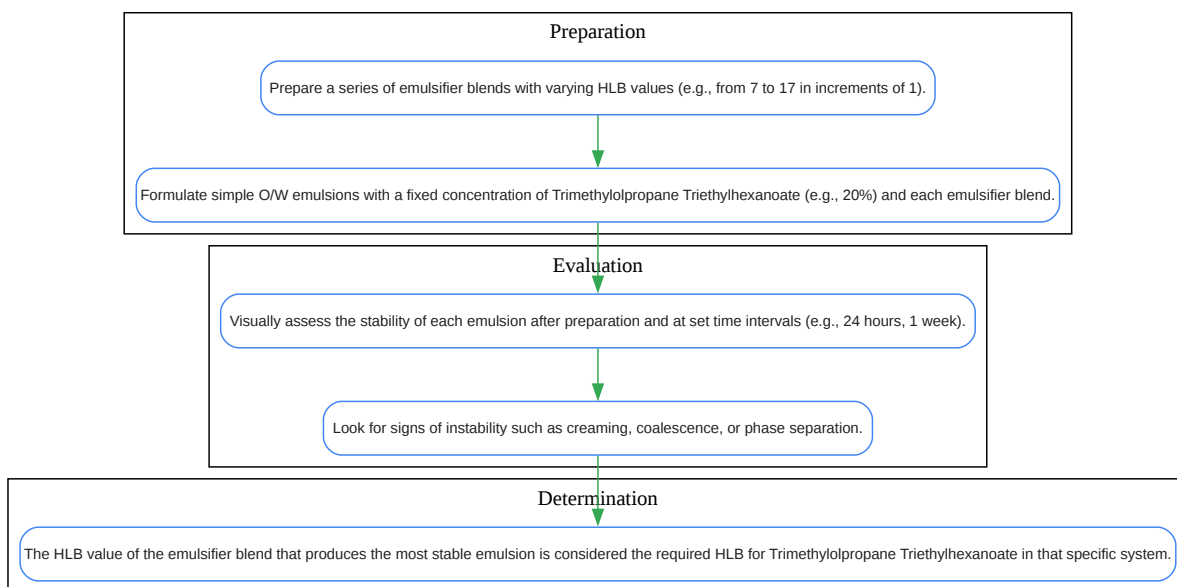 Preparation
Prepare a series of emulsifier blends with varying HLB values (e.g., from 7 to 17 in increments of 1).
Formulate simple O/W emulsions with a fixed concentration of Trimethylolpropane Triethylhexanoate (e.g., 20%) and each emulsifier blend.
Evaluation
Visually assess the stability of each emulsion after preparation and at set time intervals (e.g., 24 hours, 1 week).
Look for signs of instability such as creaming, coalescence, or phase separation.
Determination
The HLB value of the emulsifier blend that produces the most stable emulsion is considered the required HLB for Trimethylolpropane Triethylhexanoate in that specific system.